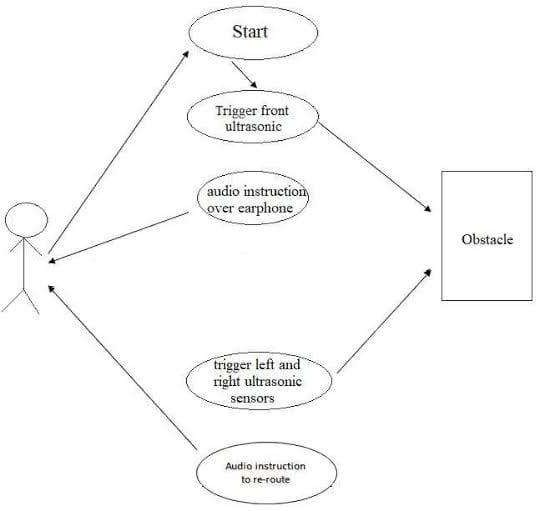 Start
Trigger front
ultrasonic
audio instruction
over earphone
Obstacle
trigger left and
right ultrasonic
sensors
Audio instruction
to re-route